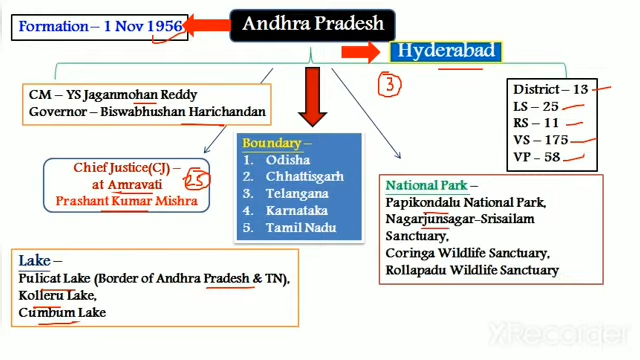 Formation – 1 Nov 1956
Andhra Pradesh
Hyderabad
3
CM – YS Jaganmohan Reddy
Governor – Biswabhushan Harichandan
District – 13
LS – 25
RS – 11
VS – 175
VP – 58
Chief Justice(CJ) –
at Amravati
25
Prashant Kumar Mishra
Boundary –
1. Odisha
2. Chhattisgarh
3. Telangana
4. Karnataka
5. Tamil Nadu
National Park –
Papikondalu National Park,
Nagarjunsagar–Srisailam
Sanctuary,
Coringa Wildlife Sanctuary,
Rollapadu Wildlife Sanctuary
Lake –
Pulicat Lake (Border of Andhra Pradesh & TN),
Kolleru Lake,
Cumbum Lake
XRecorder